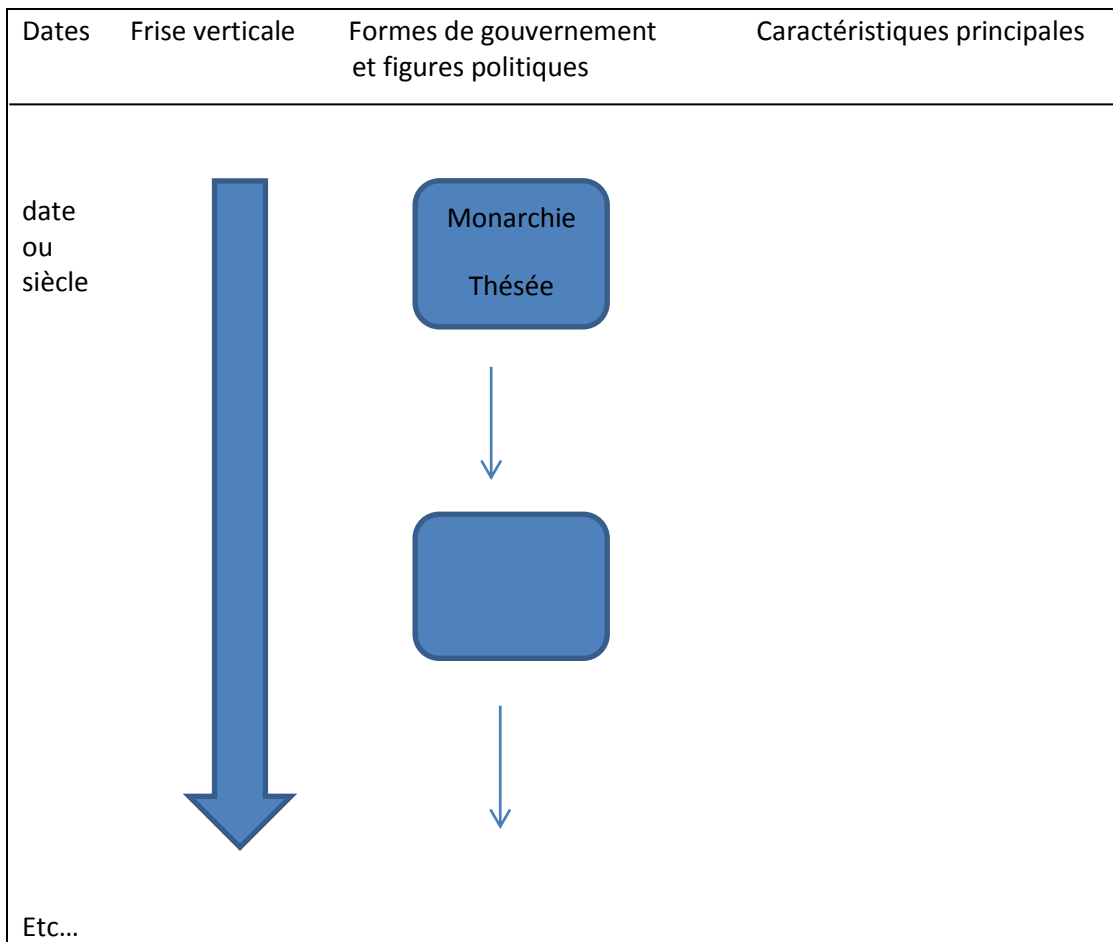 Dates Frise verticale Formes de gouvernement Caractéristiques principales
et figures politiques
date
ou
siècle
Monarchie
Thésée
Etc...